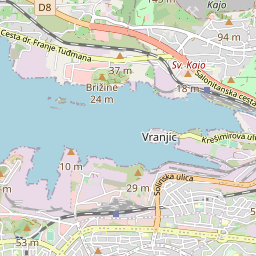 D8
Kajo
94 m
Cesta dr. Franje Tuđmana
Sv. Kajo
37 m
Brižine
24 m
18 m
Salonitanska cesta
Vranjic
Krešimirova ul
10 m
29 m
Solinska ulica
53 m